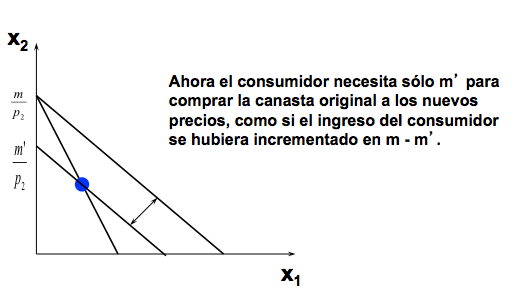 x2
Ahora el consumidor necesita sólo m' para
comprar la canasta original a los nuevos
precios, como si el ingreso del consumidor
se hubiera incrementado en m - m'.
m
p2
m'
p2
x1